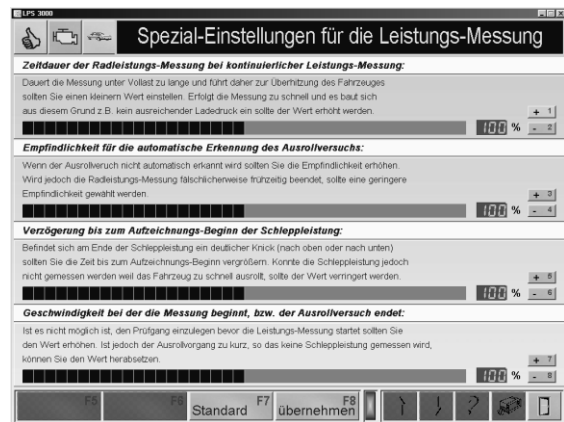 LPS 3000
Spezial-Einstellungen für die Leistungs-Messung
Zeitdauer der Radleistungs-Messung bei kontinuierlicher Leistungs-Messung:
Dauert die Messung unter Vollast zu lange und führt daher zur Überhitzung des Fahrzeuges
sollten Sie einen kleinern Wert einstellen. Erfolgt die Messung zu schnell und es baut sich
aus diesem Grund z.B. kein ausreichender Ladedruck ein sollte der Wert erhöht werden.
+ 1
100 % - 2
Empfindlichkeit für die automatische Erkennung des Ausrollversuchs:
Wenn der Ausrollveruch nicht automatisch erkannt wird sollten Sie die Empfindlichkeit erhöhen.
Wird jedoch die Radleistungs-Messung fälschlicherweise frühzeitig beendet, sollte eine geringere
Empfindlichkeit gewählt werden.
+ 3
100 % - 4
Verzögerung bis zum Aufzeichnungs-Beginn der Schleppleistung:
Befindet sich am Ende der Schleppleistung ein deutlicher Knick (nach oben oder nach unten)
sollten Sie die Zeit bis zum Aufzeichnungs-Beginn vergrößern. Konnte die Schleppleistung jedoch
nicht gemessen werden weil das Fahrzeug zu schnell ausrollt, sollte der Wert verringert werden.
+ 5
100 % - 6
Geschwindigkeit bei der die Messung beginnt, bzw. der Ausrollversuch endet:
Ist es nicht möglich ist, den Prüfgang einzulegen bevor die Leistungs-Messung startet sollten Sie
den Wert erhöhen. Ist jedoch der Ausrollvorgang zu kurz, so das keine Schleppleistung gemessen wird,
können Sie den Wert herabsetzen.
+ 7
100 % - 8
F5 F6 F7 F8
Standard übernehmen